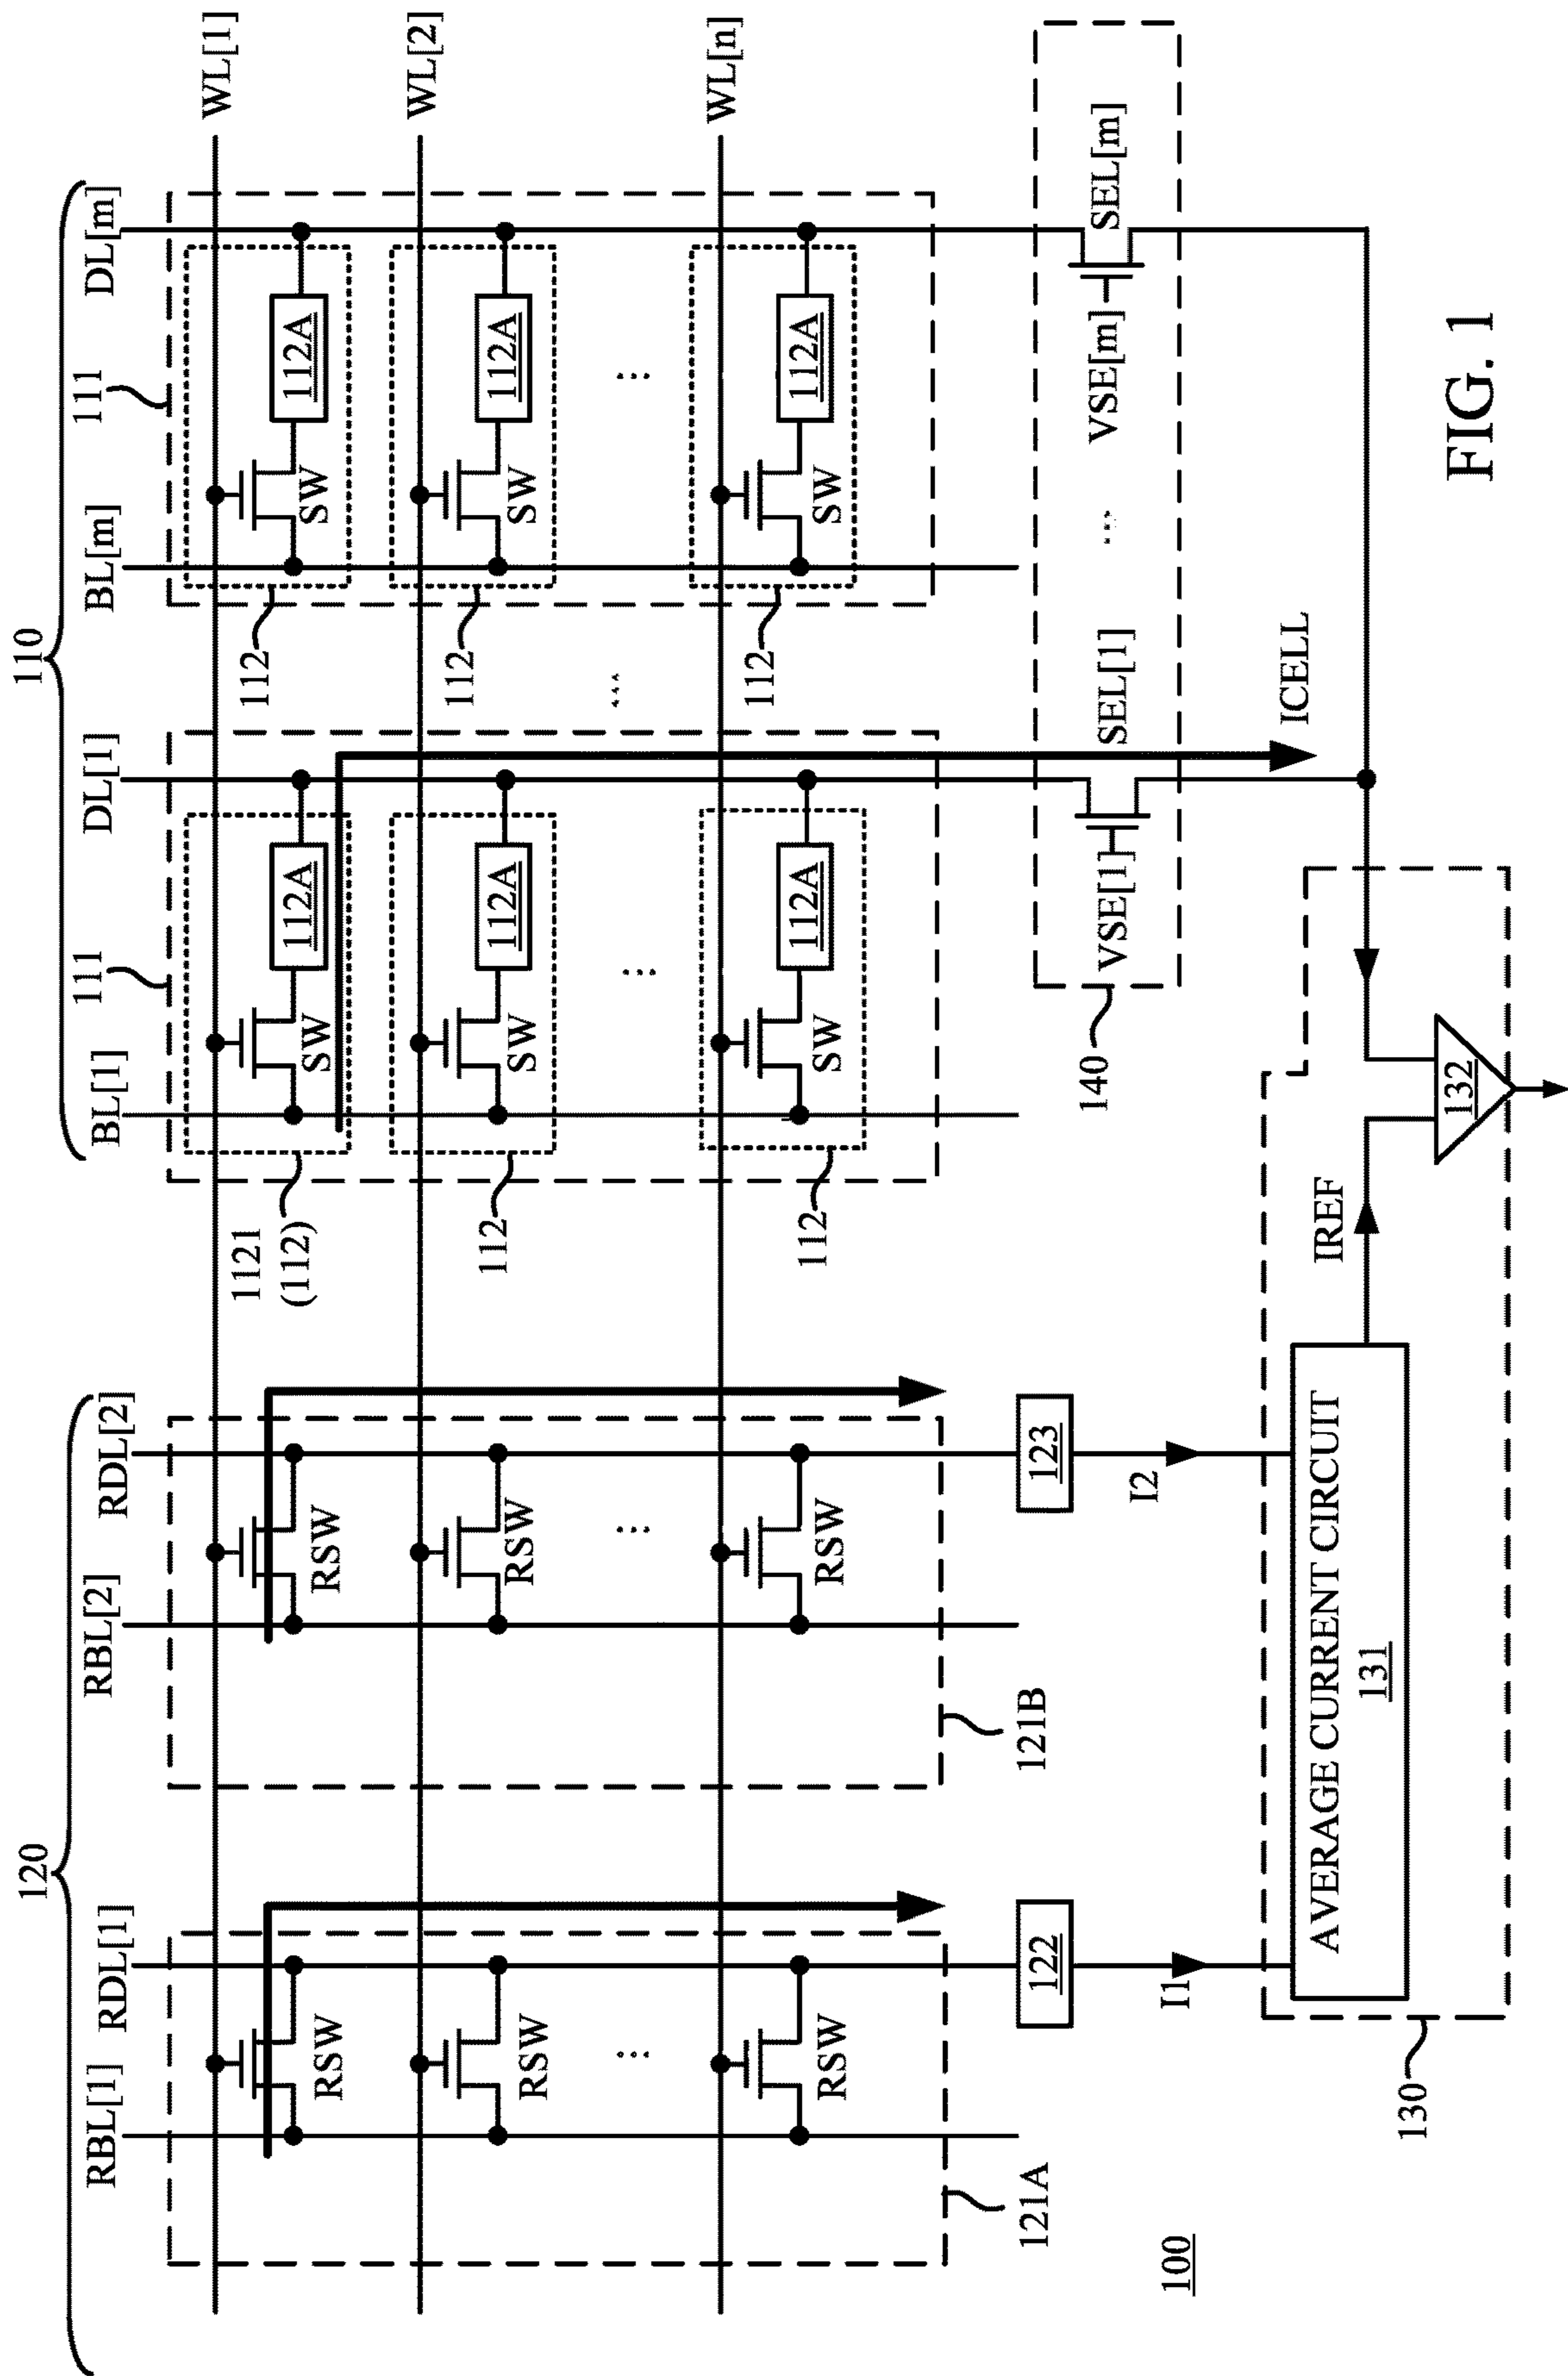 120
110
RBL[1]
RDL[1]
RBL[2]
RDL[2]
BL[1]
111
DL[1]
BL[m]
111
DL[m]
WL[1]
RSW
RSW
1121
(112)
SW
112A
112
SW
112A
WL[2]
RSW
RSW
112
SW
112A
112
SW
112A
...
...
...
...
...
WL[n]
RSW
RSW
112
SW
112A
112
SW
112A
121A
121B
122
123
140
VSE[1]
SEL[1]
...
VSE[m]
SEL[m]
100
I1
I2
ICELL
AVERAGE CURRENT CIRCUIT
131
IREF
130
132
FIG. 1